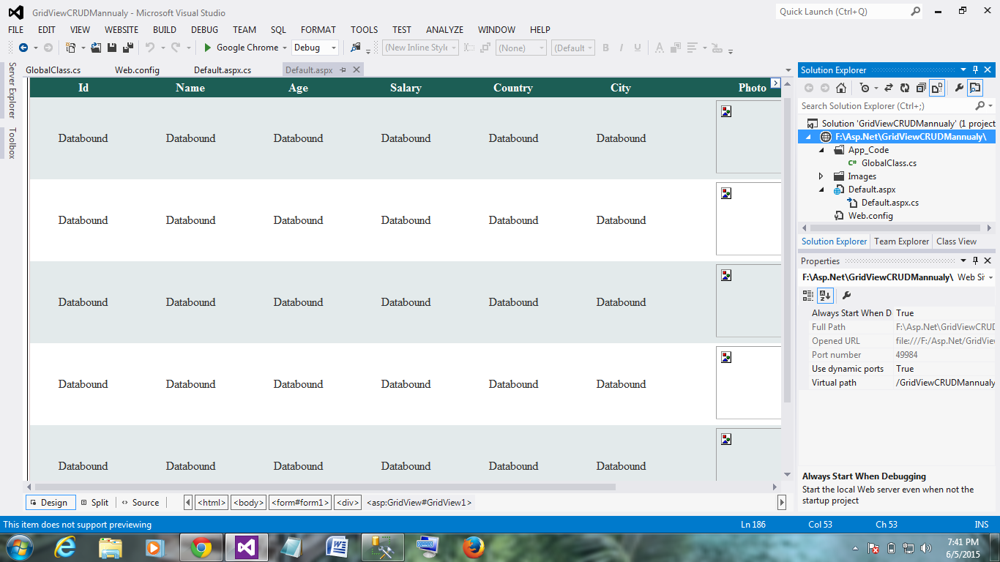 GridViewCRUDMannualy - Microsoft Visual Studio
Quick Launch (Ctrl+Q)
FILE EDIT VIEW WEBSITE BUILD DEBUG TEAM SQL FORMAT TOOLS TEST ANALYZE WINDOW HELP
Google Chrome Debug (New Inline Style (None) (Default B I U
Server Explorer
Toolbox
GlobalClass.cs Web.config Default.aspx.cs Default.aspx
Id Name Age Salary Country City Photo
Databound Databound Databound Databound Databound Databound
Databound Databound Databound Databound Databound Databound
Databound Databound Databound Databound Databound Databound
Databound Databound Databound Databound Databound Databound
Databound Databound Databound Databound Databound Databound
Design Split Source <html> <body> <form#form1> <div> <asp:GridView#GridView1>
Solution Explorer
Search Solution Explorer (Ctrl+;)
Solution 'GridViewCRUDMannualy' (1 project
F:\Asp.Net\GridViewCRUDMannualy\
App_Code
C# GlobalClass.cs
Images
Default.aspx
Default.aspx.cs
Web.config
Solution Explorer Team Explorer Class View
Properties
F:\Asp.Net\GridViewCRUDMannualy\ Web Si
Always Start When D True
Full Path F:\Asp.Net\GridViewCRUD
Opened URL file:///F:/Asp.Net/GridVie
Port number 49984
Use dynamic ports True
Virtual path /GridViewCRUDMannualy
Always Start When Debugging
Start the local Web server even when not the
startup project
This item does not support previewing Ln 186 Col 53 Ch 53 INS
7:41 PM
6/5/2015